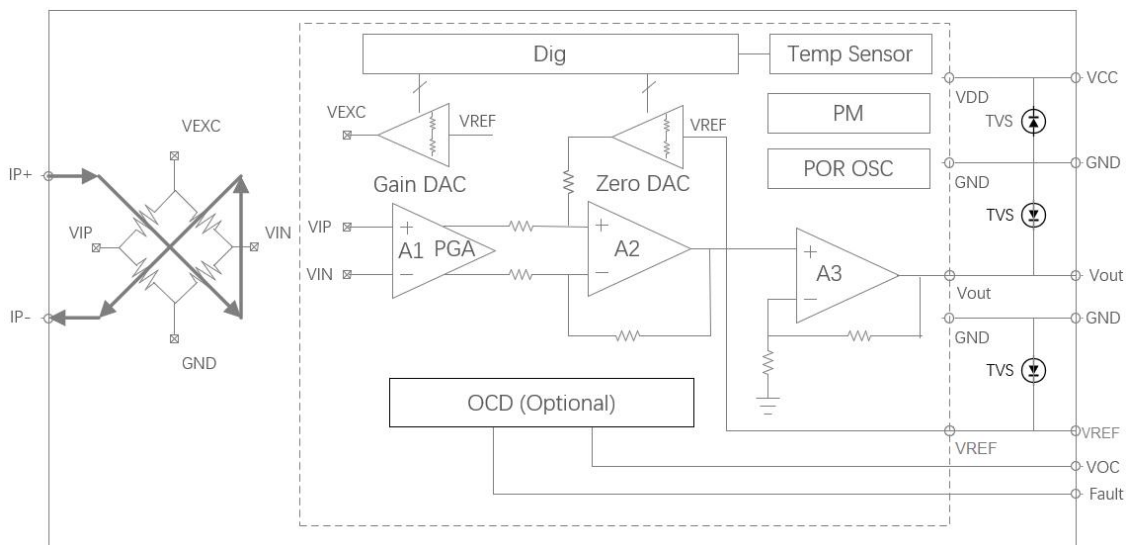 Dig
Temp Sensor
VCC
VEXC
VREF
VREF
VDD
TVS
PM
VEXC
IP+
Gain DAC
Zero DAC
POR OSC
GND
GND
VIP
VIN
VIP
A1
PGA
A2
TVS
VIN
A3
Vout
Vout
IP-
GND
GND
GND
TVS
OCD (Optional)
VREF
VREF
VOC
Fault
+
−
+
−
+
−